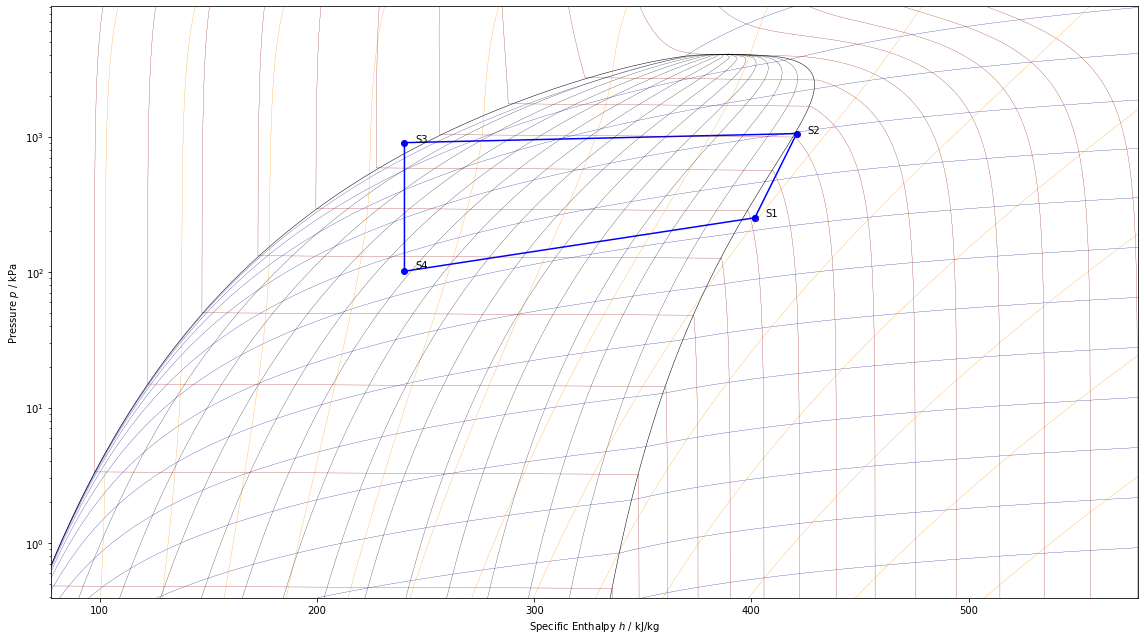 Pressure p / kPa
10³
10²
10¹
10⁰
S3
S2
S1
S4
100
200
300
400
500
Specific Enthalpy h / kJ/kg